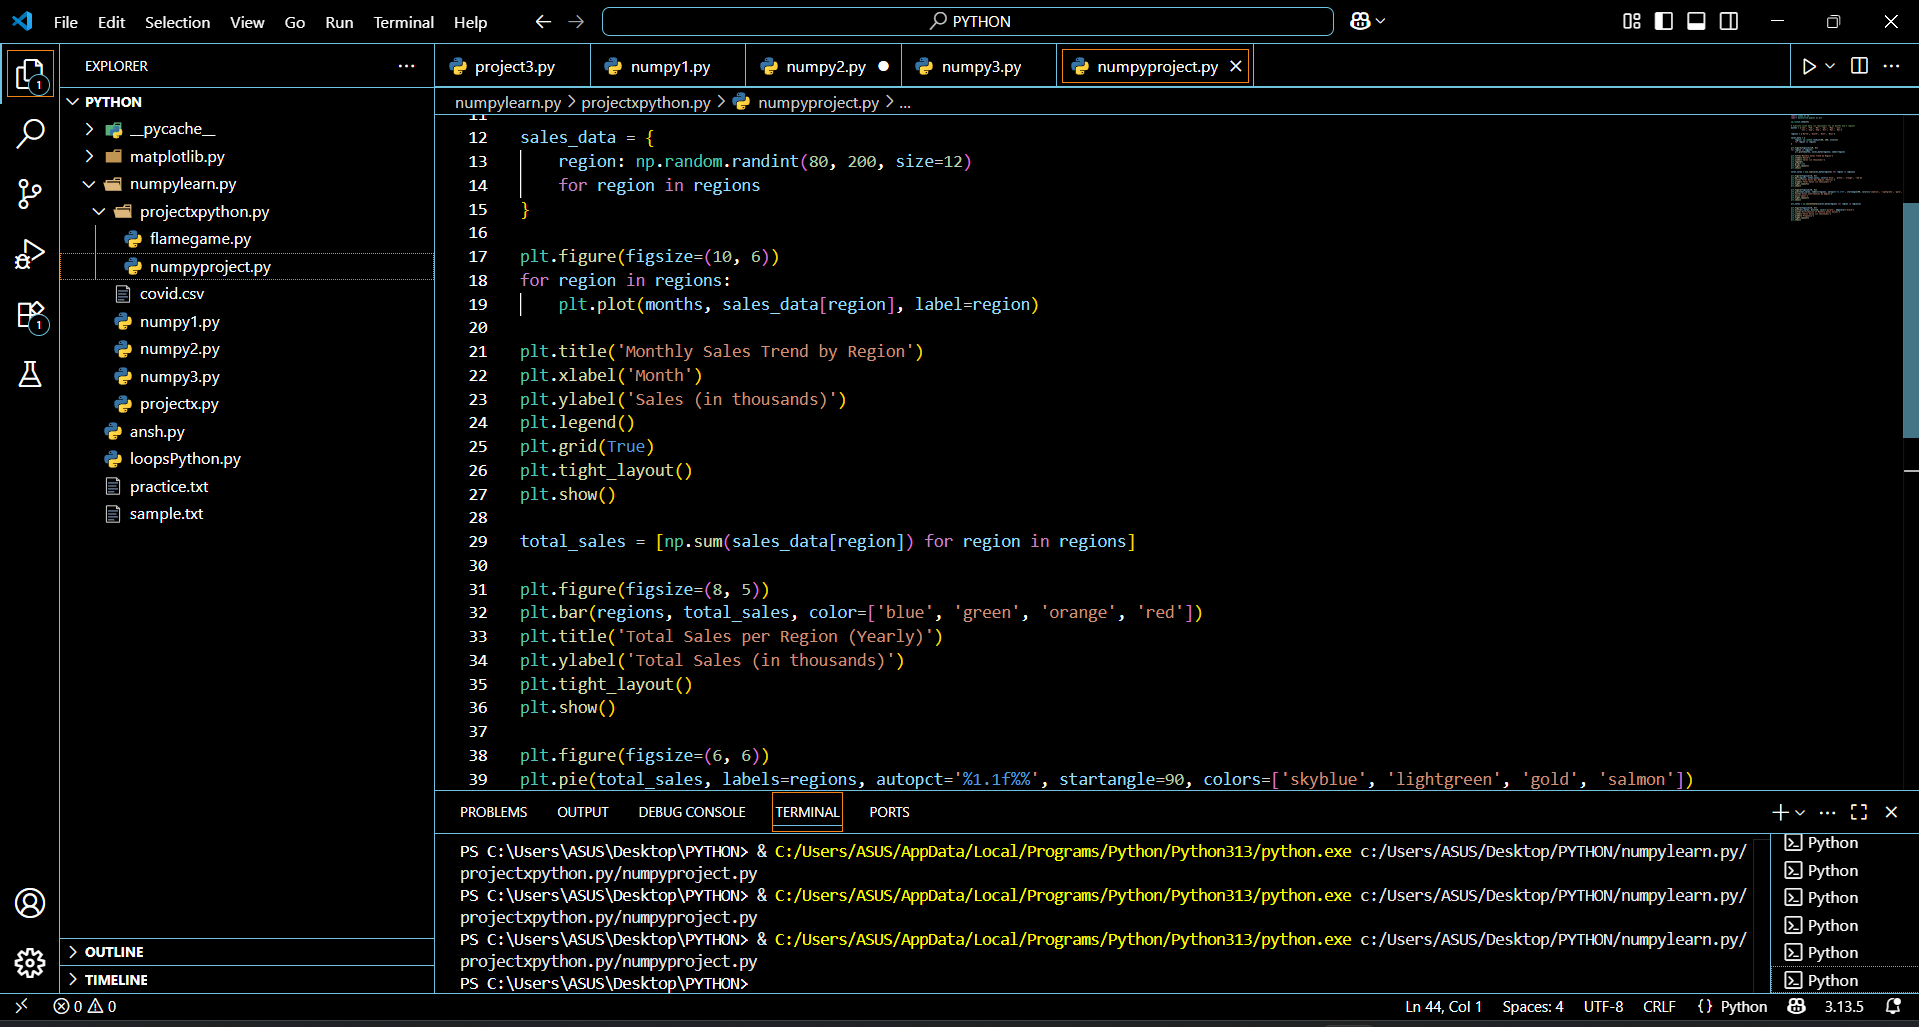 File Edit Selection View Go Run Terminal Help
PYTHON
EXPLORER
PYTHON
__pycache__
matplotlib.py
numpylearn.py
projectxpython.py
flamegame.py
numpyproject.py
covid.csv
numpy1.py
numpy2.py
numpy3.py
projectx.py
ansh.py
loopsPython.py
practice.txt
sample.txt
OUTLINE
TIMELINE
1
1
project3.py
numpy1.py
numpy2.py
numpy3.py
numpyproject.py
numpylearn.py > projectxpython.py > numpyproject.py > ...
11
12 sales_data = {
13 region: np.random.randint(80, 200, size=12)
14 for region in regions
15 }
16
17 plt.figure(figsize=(10, 6))
18 for region in regions:
19 plt.plot(months, sales_data[region], label=region)
20
21 plt.title('Monthly Sales Trend by Region')
22 plt.xlabel('Month')
23 plt.ylabel('Sales (in thousands)')
24 plt.legend()
25 plt.grid(True)
26 plt.tight_layout()
27 plt.show()
28
29 total_sales = [np.sum(sales_data[region]) for region in regions]
30
31 plt.figure(figsize=(8, 5))
32 plt.bar(regions, total_sales, color=['blue', 'green', 'orange', 'red'])
33 plt.title('Total Sales per Region (Yearly)')
34 plt.ylabel('Total Sales (in thousands)')
35 plt.tight_layout()
36 plt.show()
37
38 plt.figure(figsize=(6, 6))
39 plt.pie(total_sales, labels=regions, autopct='%1.1f%%', startangle=90, colors=['skyblue', 'lightgreen', 'gold', 'salmon'])
PROBLEMS OUTPUT DEBUG CONSOLE TERMINAL PORTS
PS C:\Users\ASUS\Desktop\PYTHON> & C:/Users/ASUS/AppData/Local/Programs/Python/Python313/python.exe c:/Users/ASUS/Desktop/PYTHON/numpylearn.py/
projectxpython.py/numpyproject.py
PS C:\Users\ASUS\Desktop\PYTHON> & C:/Users/ASUS/AppData/Local/Programs/Python/Python313/python.exe c:/Users/ASUS/Desktop/PYTHON/numpylearn.py/
projectxpython.py/numpyproject.py
PS C:\Users\ASUS\Desktop\PYTHON> & C:/Users/ASUS/AppData/Local/Programs/Python/Python313/python.exe c:/Users/ASUS/Desktop/PYTHON/numpylearn.py/
projectxpython.py/numpyproject.py
PS C:\Users\ASUS\Desktop\PYTHON>
Python
Python
Python
Python
Python
Python
0 0
Ln 44, Col 1 Spaces: 4 UTF-8 CRLF {} Python 3.13.5